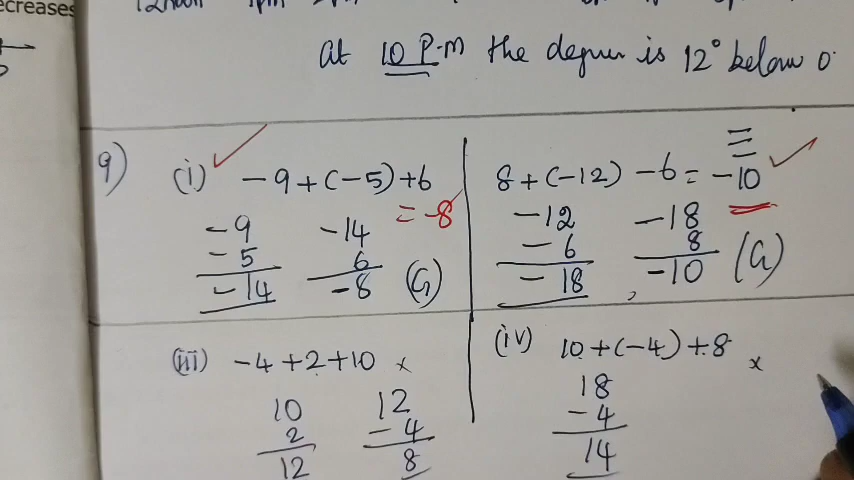 ecreases
At 10 P.M the degree is 12° below 0
9)
(i) -9+(-5)+6
= -8
-9
-5
-14
-14
6
-8
(G)
8+(-12)-6 = -10
-12
-6
-18
-18
8
-10
(G)
(iii) -4+2+10 x
10
2
12
12
-4
8
(iv) 10+(-4)+8 x
18
-4
14